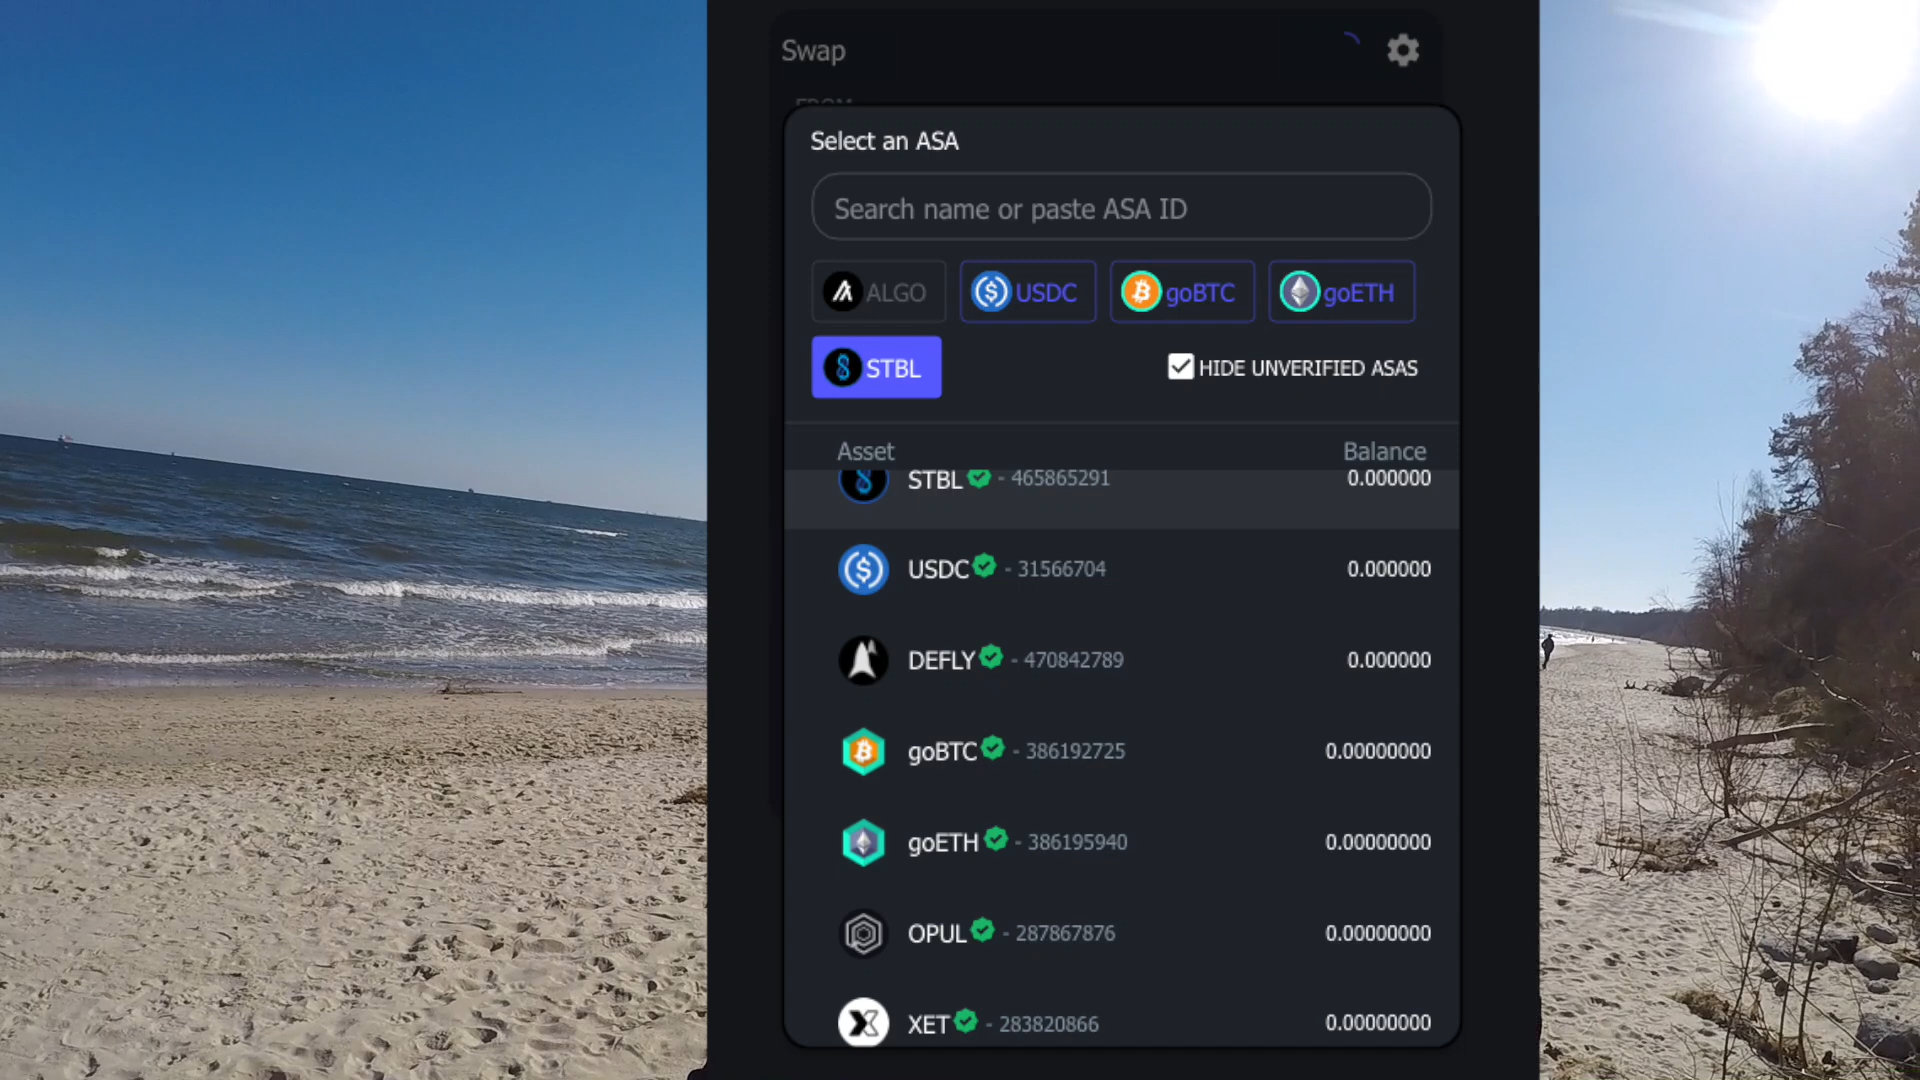 Swap
FROM
Select an ASA
Search name or paste ASA ID
ALGO USDC goBTC goETH
STBL HIDE UNVERIFIED ASAS
Asset Balance
STBL - 465865291 0.000000
USDC - 31566704 0.000000
DEFLY - 470842789 0.000000
goBTC - 386192725 0.00000000
goETH - 386195940 0.00000000
OPUL - 287867876 0.00000000
XET - 283820866 0.00000000